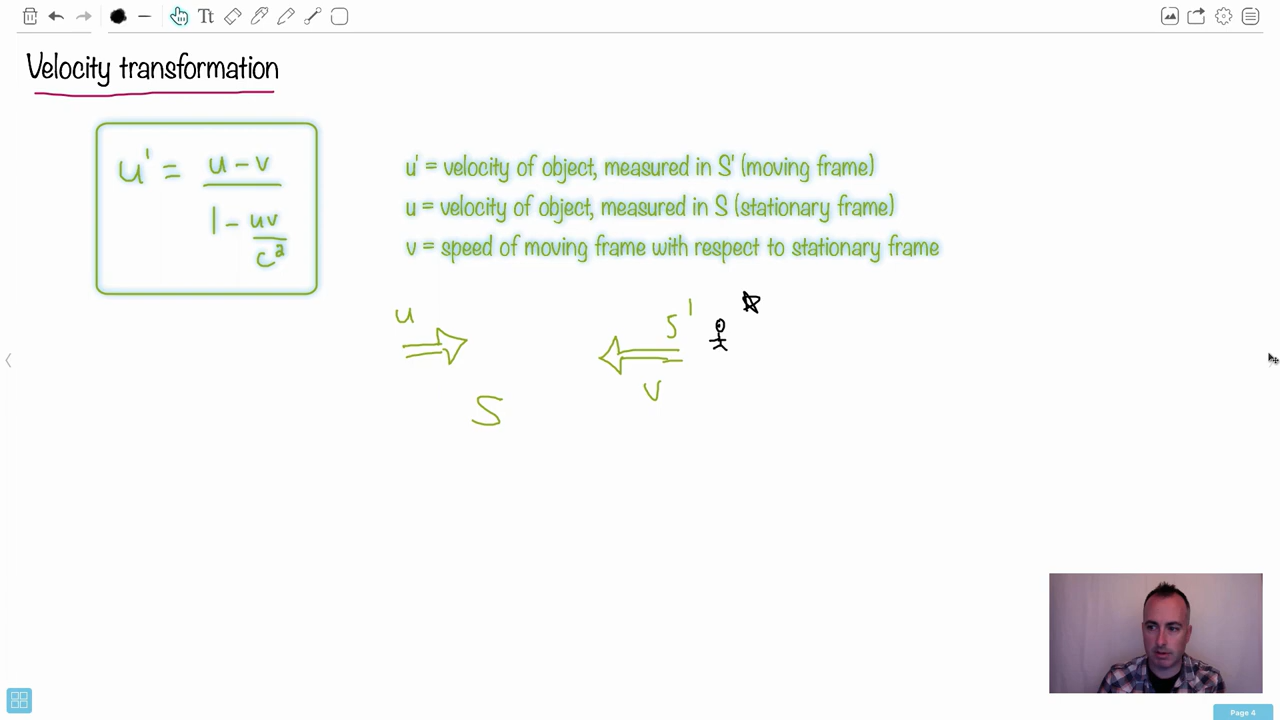 Tt
Velocity transformation
u' = u - v
1 - uv
c²
u' = velocity of object, measured in S' (moving frame)
u = velocity of object, measured in S (stationary frame)
v = speed of moving frame with respect to stationary frame
u
S'
v
S
Page 4